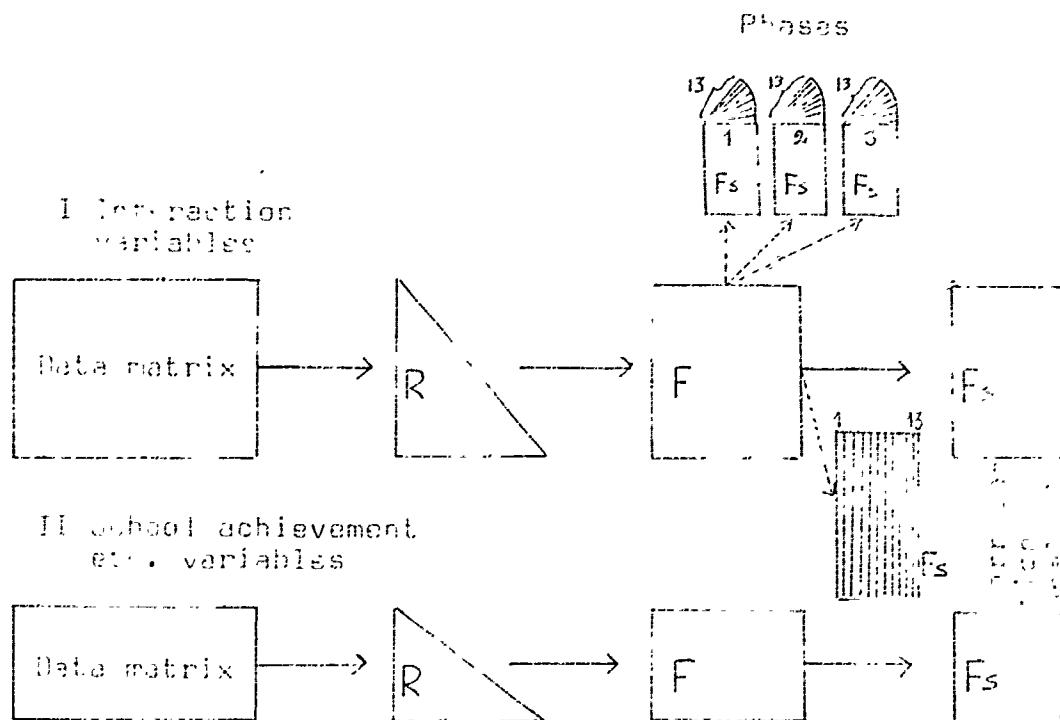 Phases
13 13 13
1 2 3
Fs Fs Fs
I Interaction
variables
Data matrix R F Fs
1 13
II School achievement
etc. variables
Fs
Data matrix R F Fs